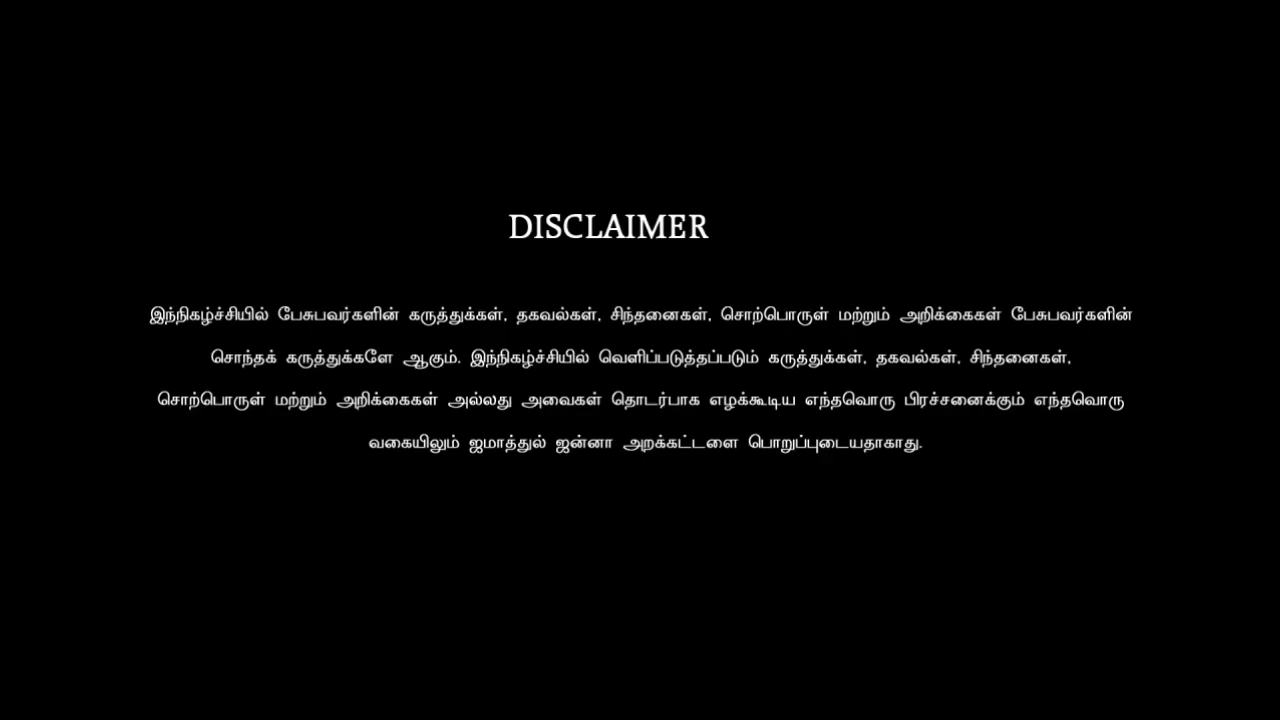 DISCLAIMER
இந்நிகழ்ச்சியில் பேசுபவர்களின் கருத்துக்கள், தகவல்கள், சிந்தனைகள், சொற்பொருள் மற்றும் அறிக்கைகள் பேசுபவர்களின்
சொந்தக் கருத்துக்களே ஆகும். இந்நிகழ்ச்சியில் வெளிப்படுத்தப்படும் கருத்துக்கள், தகவல்கள், சிந்தனைகள்,
சொற்பொருள் மற்றும் அறிக்கைகள் அல்லது அவைகள் தொடர்பாக எழக்கூடிய எந்தவொரு பிரச்சனைக்கும் எந்தவொரு
வகையிலும் ஜமாத்துல் ஜன்னா அறக்கட்டளை பொறுப்புடையதாகாது.